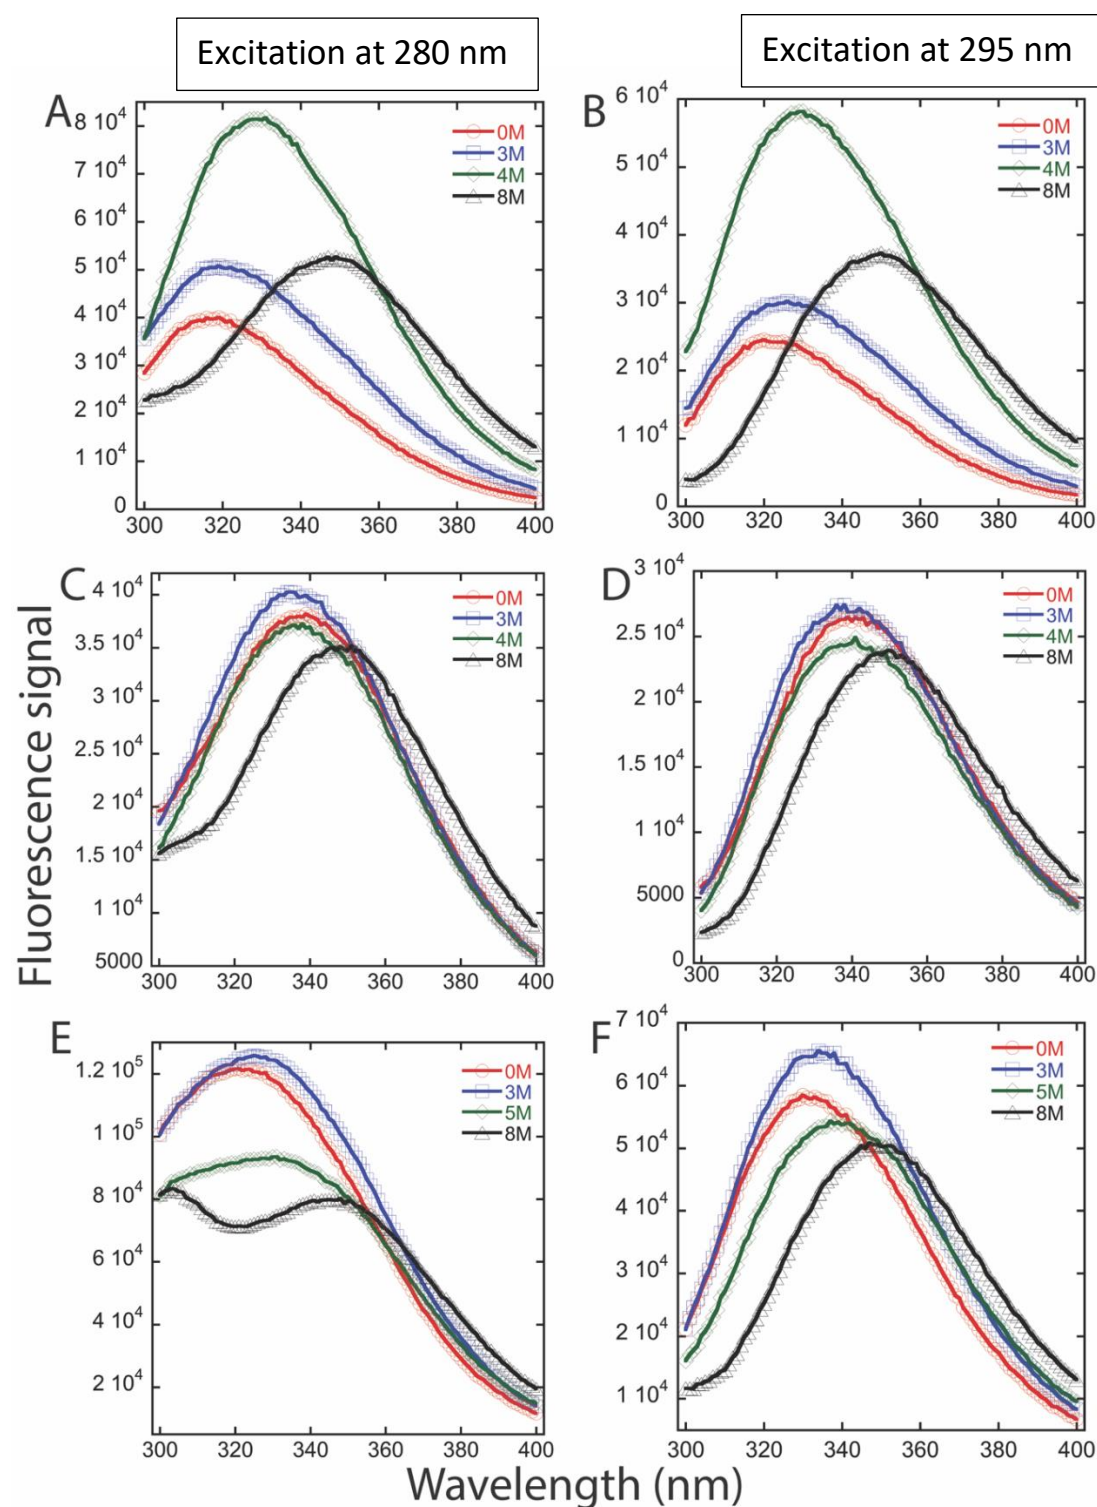 Excitation at 280 nm
Excitation at 295 nm
A
8 10^4
7 10^4
6 10^4
5 10^4
4 10^4
3 10^4
2 10^4
1 10^4
0
0M
3M
4M
8M
300 320 340 360 380 400
B
6 10^4
5 10^4
4 10^4
3 10^4
2 10^4
1 10^4
0
0M
3M
4M
8M
300 320 340 360 380 400
Fluorescence signal
C
4 10^4
3.5 10^4
3 10^4
2.5 10^4
2 10^4
1.5 10^4
1 10^4
5000
0M
3M
4M
8M
300 320 340 360 380 400
D
3 10^4
2.5 10^4
2 10^4
1.5 10^4
1 10^4
5000
0
0M
3M
4M
8M
300 320 340 360 380 400
E
1.2 10^5
1 10^5
8 10^4
6 10^4
4 10^4
2 10^4
0M
3M
5M
8M
300 320 340 360 380 400
F
7 10^4
6 10^4
5 10^4
4 10^4
3 10^4
2 10^4
1 10^4
0M
3M
5M
8M
300 320 340 360 380 400
Wavelength (nm)